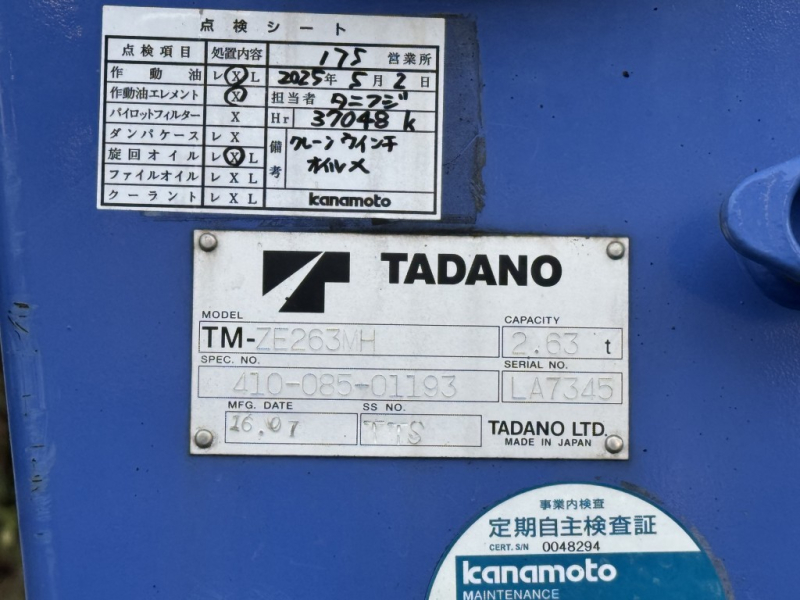 点検シート
点検項目 処置内容 175 営業所
作動油 レ X L 2025年 5月 2日
作動油エレメント X 担当者 タニフジ
パイロットフィルター X Hr 37048 k
ダンパケース レ X 備考 クレーン ウインチ
旋回オイル レ X L オイルメ
ファイルオイル レ X L
クーラント レ X L kanamoto
TADANO
MODEL CAPACITY
TM-ZE263MH 2.63 t
SPEC. NO. SERIAL NO.
410-085-01193 LA7345
MFG. DATE SS NO.
16.07 TTS TADANO LTD.
MADE IN JAPAN
事業内検査
定期自主検査証
CERT. S/N 0048294
kanamoto
MAINTENANCE